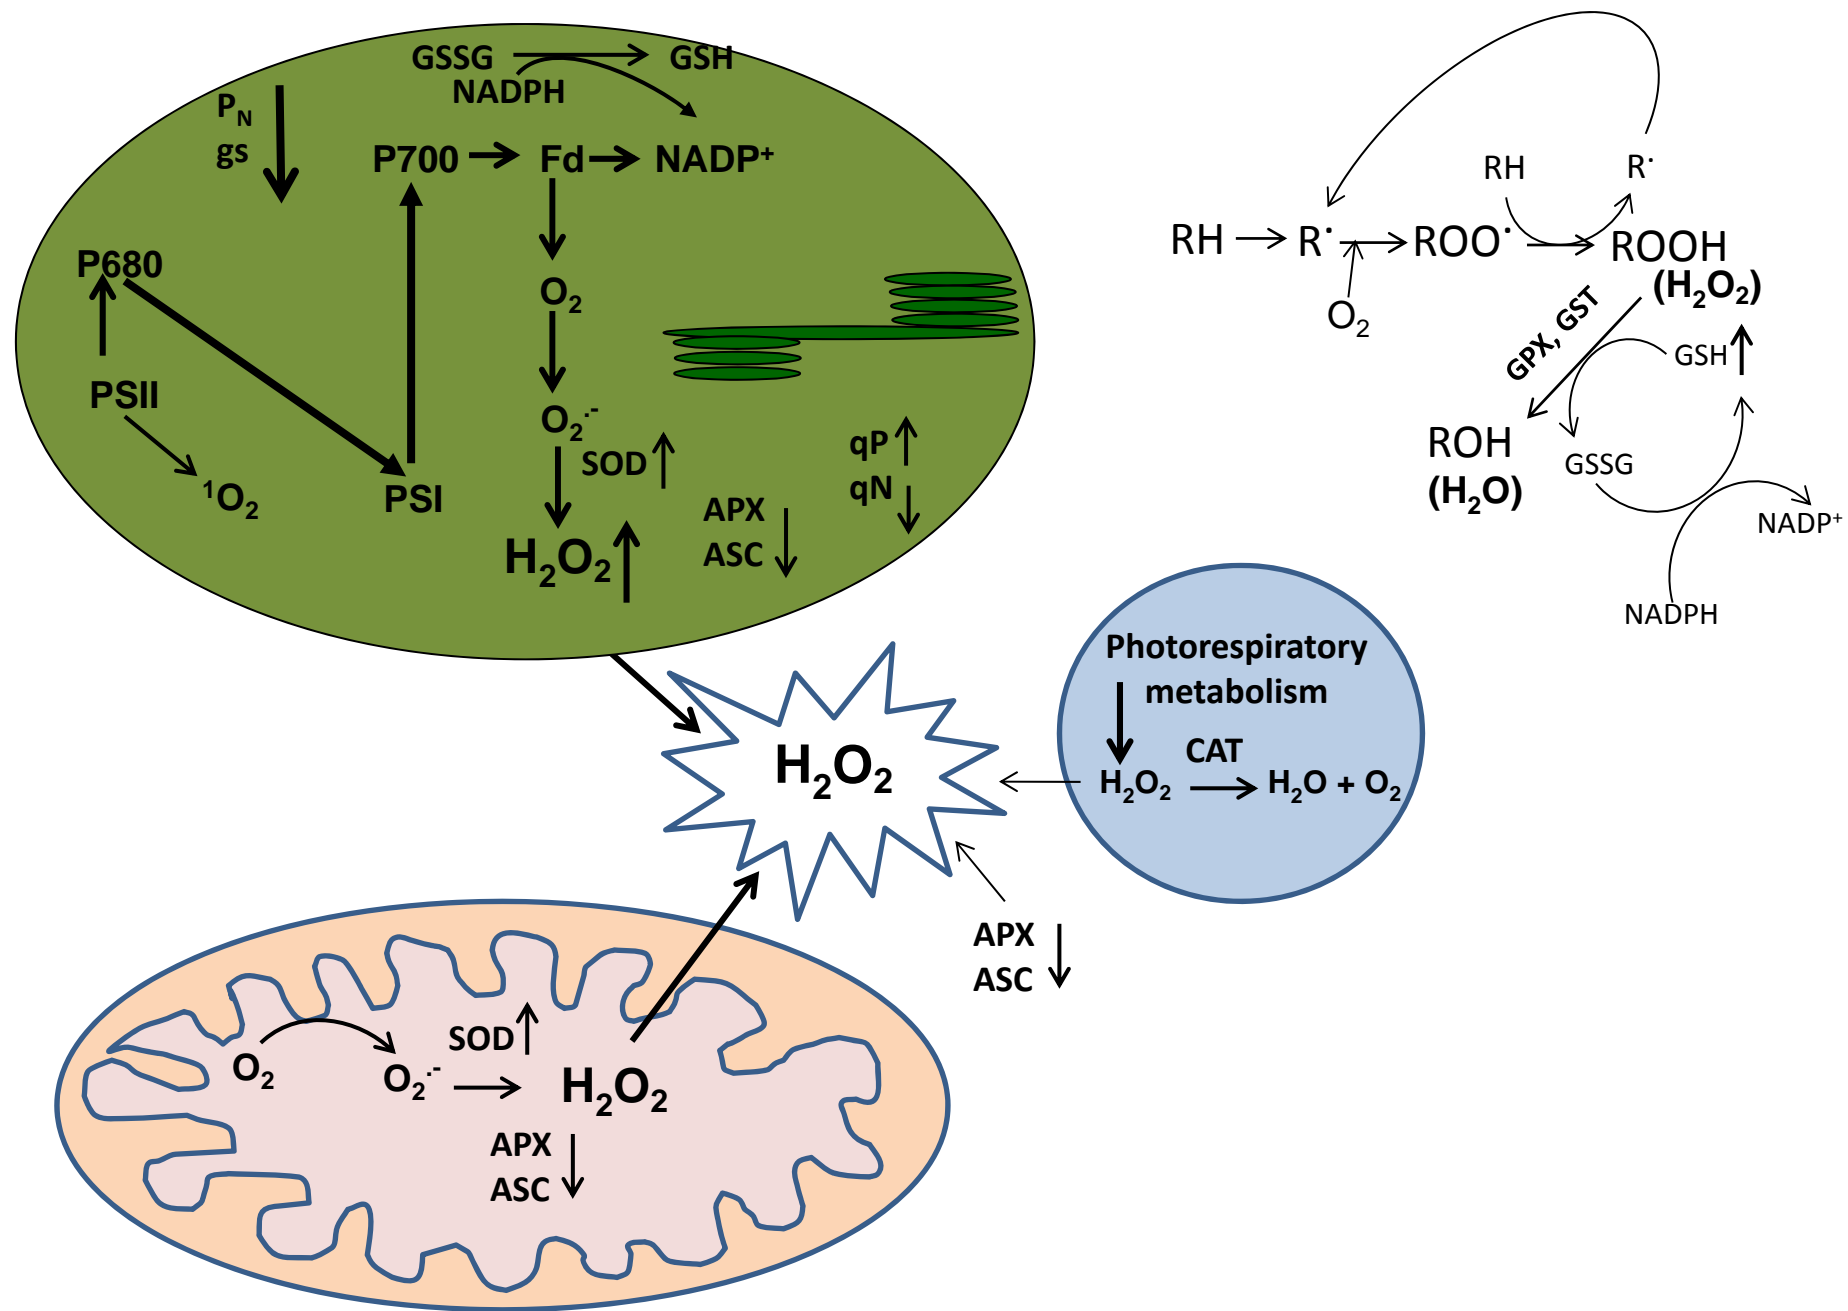 GSSG GSH
NADPH
P_N
gs
P700 Fd NADP⁺
P680
O₂
PSII
O₂·⁻
SOD
qP
qN
¹O₂
PSI
APX
ASC
H₂O₂
RH R·
RH R· ROO· ROOH
(H₂O₂)
O₂
GPX, GST
GSH
ROH
(H₂O)
GSSG
NADP⁺
NADPH
Photorespiratory
metabolism
CAT
H₂O₂ H₂O + O₂
H₂O₂
APX
ASC
SOD
O₂ O₂·⁻ H₂O₂
APX
ASC